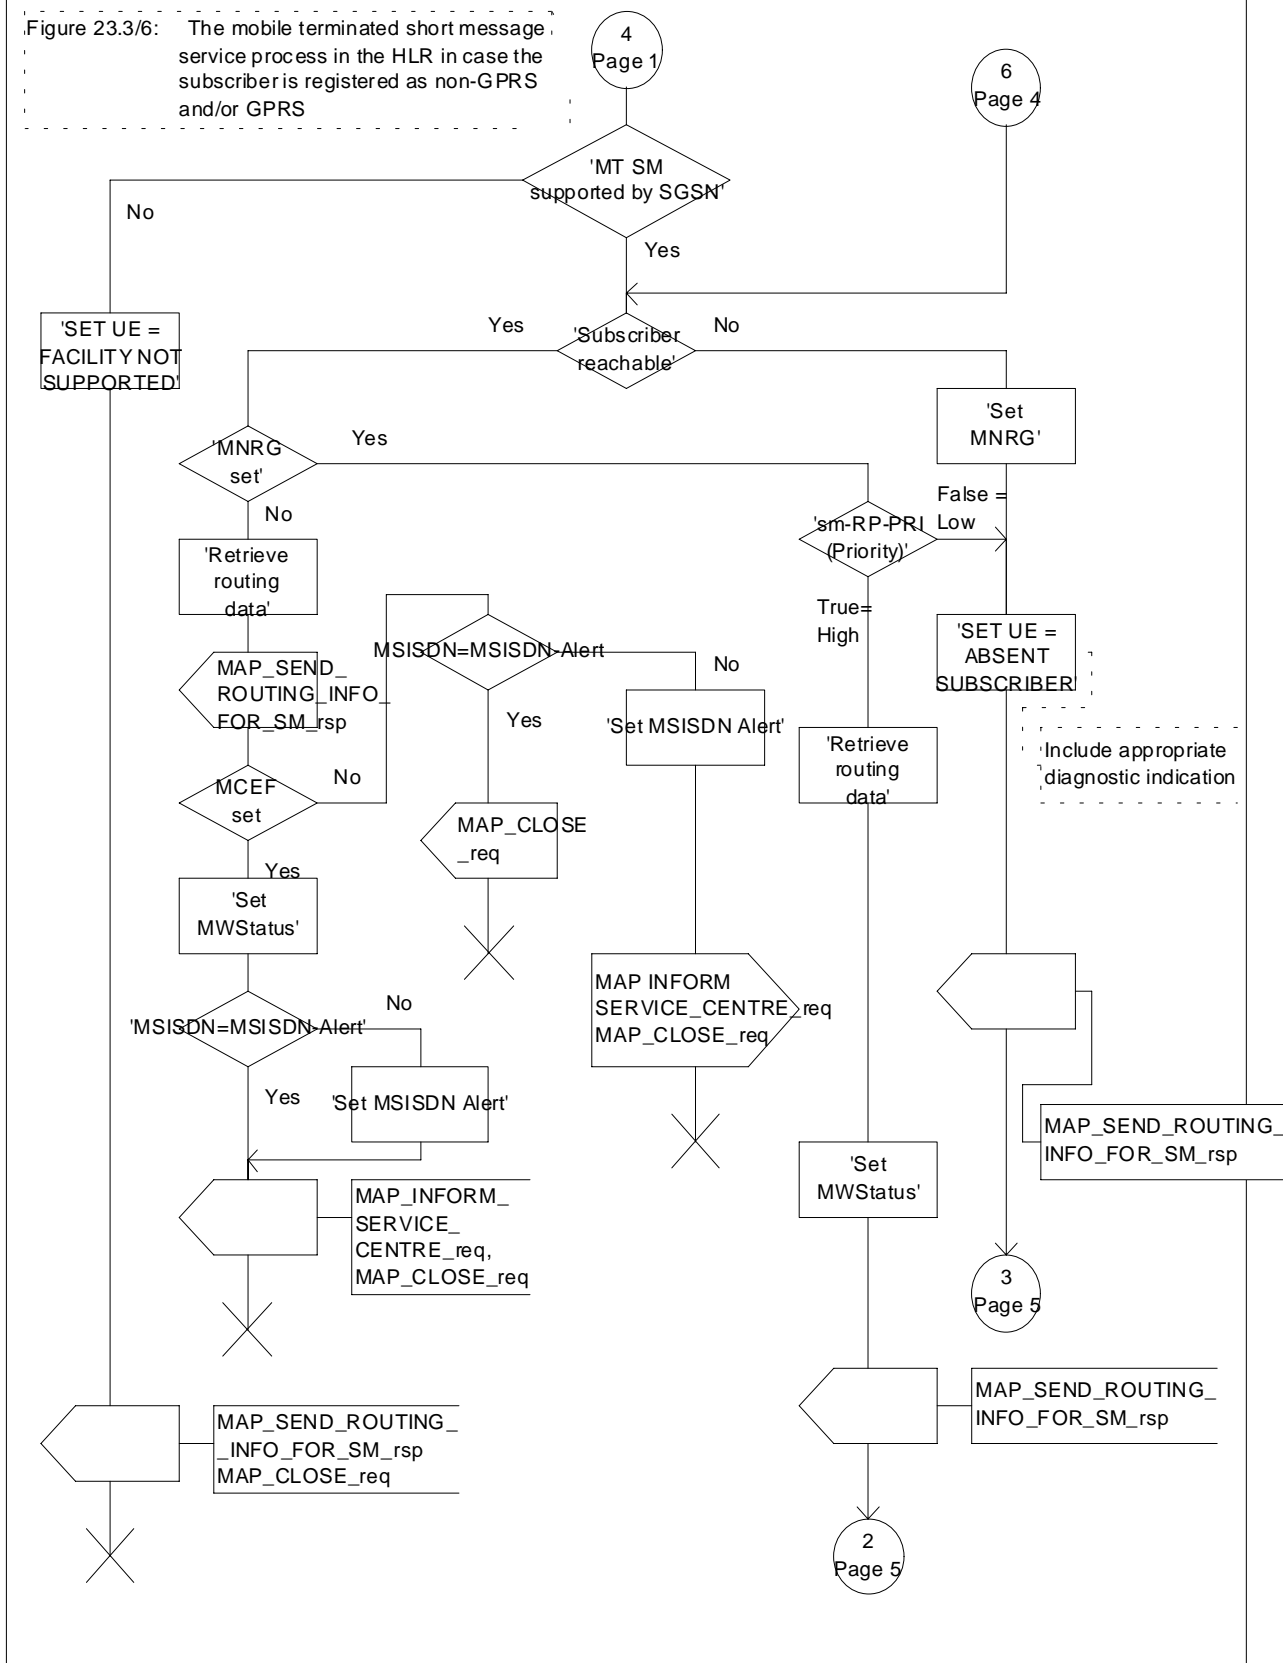 Figure 23.3/6: The mobile terminated short message
service process in the HLR in case the
subscriber is registered as non-GPRS
and/or GPRS
4
Page 1
6
Page 4
'MT SM
supported by SGSN'
No
Yes
'SET UE =
FACILITY NOT
SUPPORTED'
Yes
'Subscriber
reachable'
No
'Set
MNRG'
'MNRG
set'
Yes
No
False =
Low
'sm-RP-PRI
(Priority)'
True=
High
'Retrieve
routing
data'
MSISDN=MSISDN-Alert
No
Yes
'SET UE =
ABSENT
SUBSCRIBER'
MAP_SEND_
ROUTING_INFO_
FOR_SM_rsp
'Set MSISDN Alert'
'Retrieve
routing
data'
Include appropriate
diagnostic indication
MCEF
set
No
Yes
MAP_CLOSE
_req
'Set
MWStatus'
MAP INFORM
SERVICE_CENTRE_req
MAP_CLOSE_req
'MSISDN=MSISDN-Alert'
No
Yes
'Set MSISDN Alert'
MAP_SEND_ROUTING_
INFO_FOR_SM_rsp
'Set
MWStatus'
MAP_INFORM_
SERVICE_
CENTRE_req,
MAP_CLOSE_req
3
Page 5
MAP_SEND_ROUTING_
INFO_FOR_SM_rsp
MAP_SEND_ROUTING_
_INFO_FOR_SM_rsp
MAP_CLOSE_req
2
Page 5